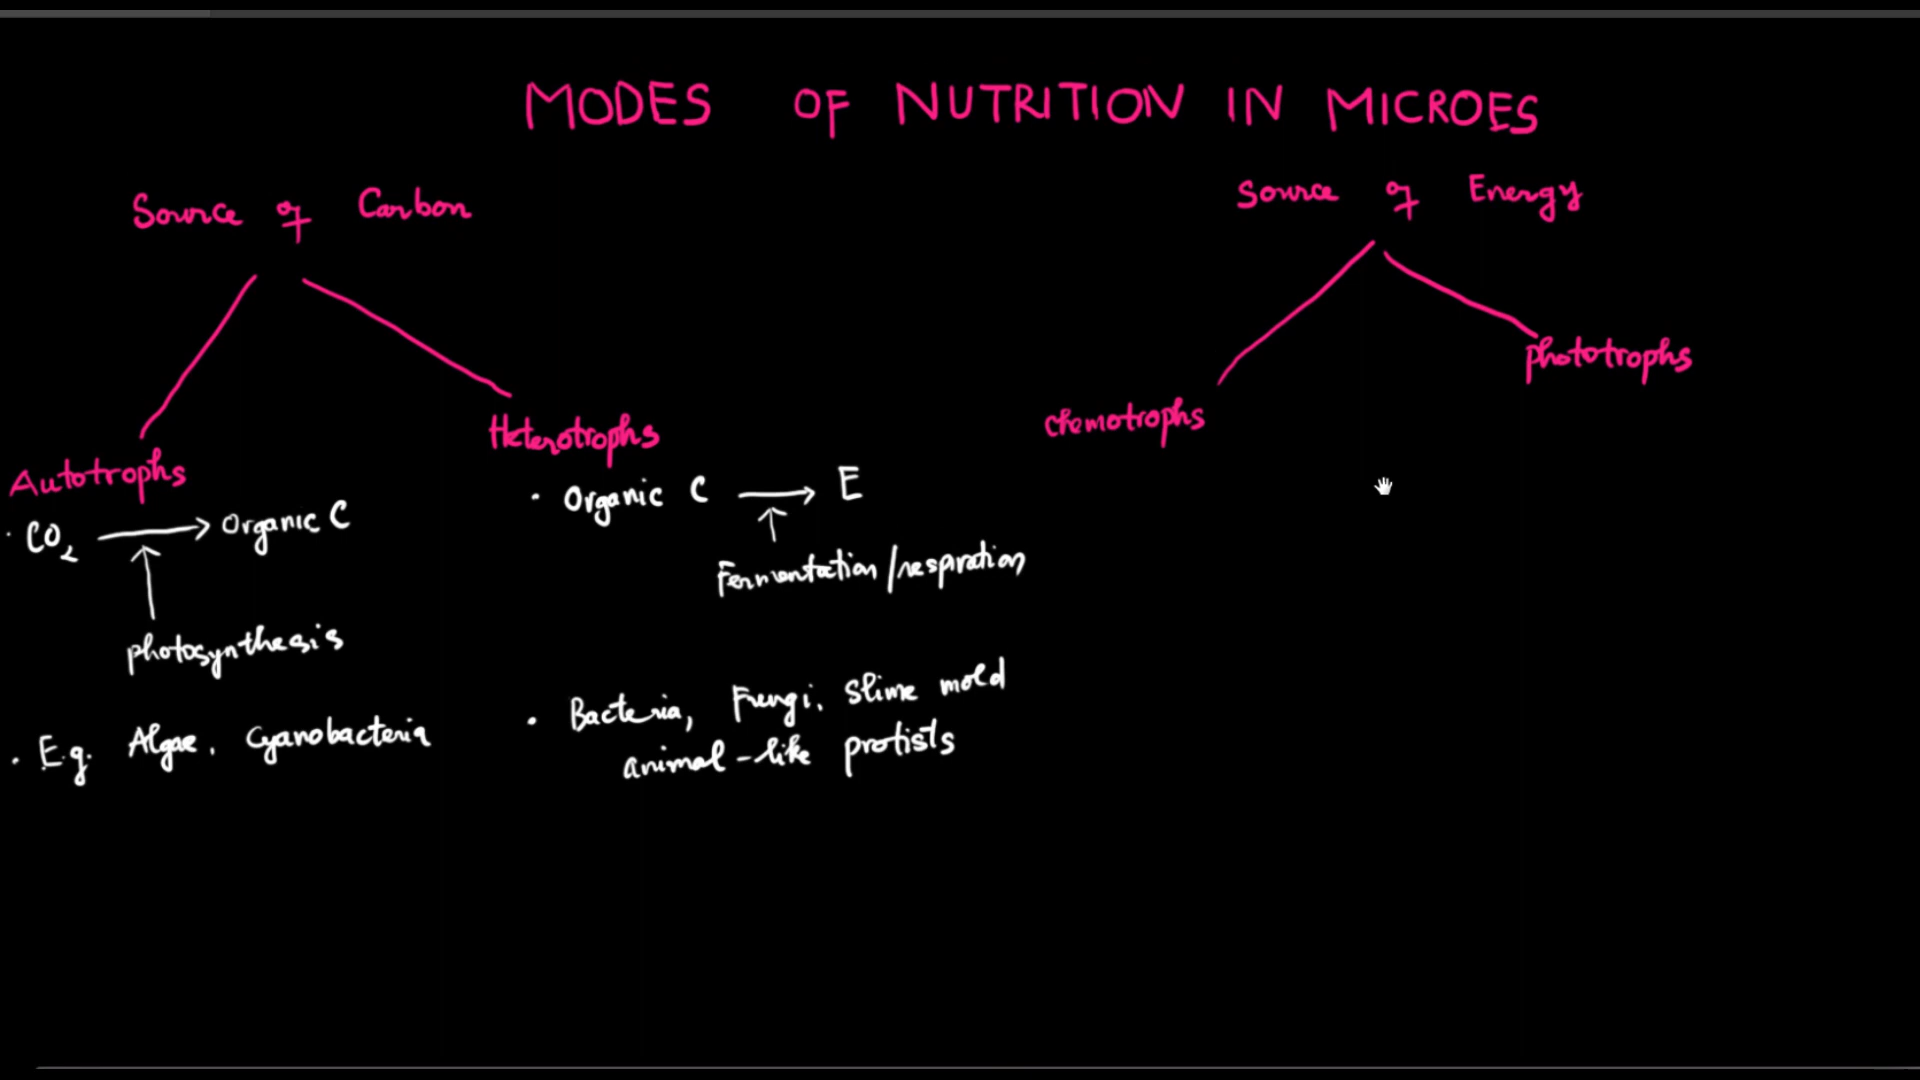 MODES OF NUTRITION IN MICROES
Source of Carbon
Autotrophs
Heterotrophs
· CO2 → Organic C
photosynthesis
· E.g. Algae, Cyanobacteria
· Organic C → E
Fermentation/respiration
· Bacteria, Fungi, Slime mold
animal-like protists
Source of Energy
chemotrophs
phototrophs